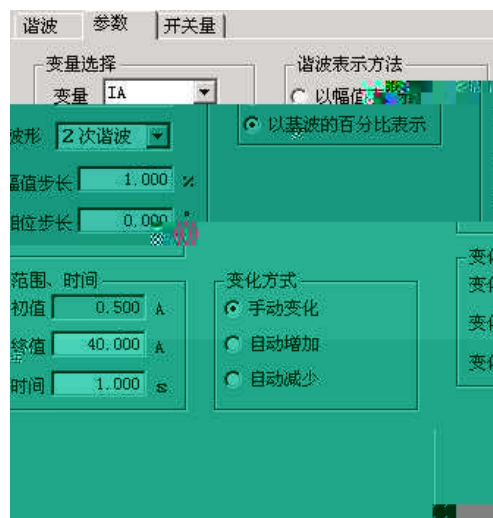 谐波 参数 开关量
变量选择
变量 IA
谐波表示方法
以幅值
以基波的百分比表示
波形 2次谐波
幅值步长 1.000 %
相位步长 0.000 °
范围、时间
初值 0.500 A
终值 40.000 A
时间 1.000 s
变化方式
手动变化
自动增加
自动减少
变
变
变
变